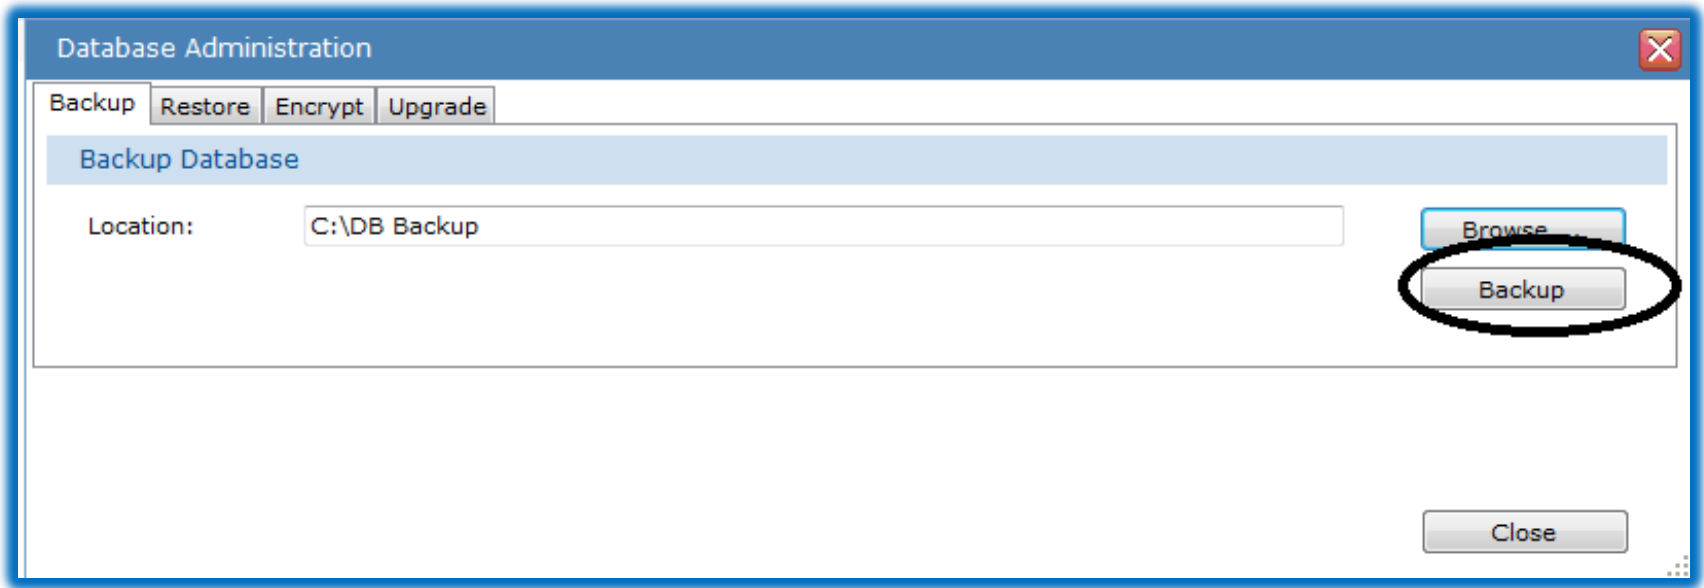 Database Administration
Backup Restore Encrypt Upgrade
Backup Database
Location: C:\DB Backup Browse...
Backup
Close